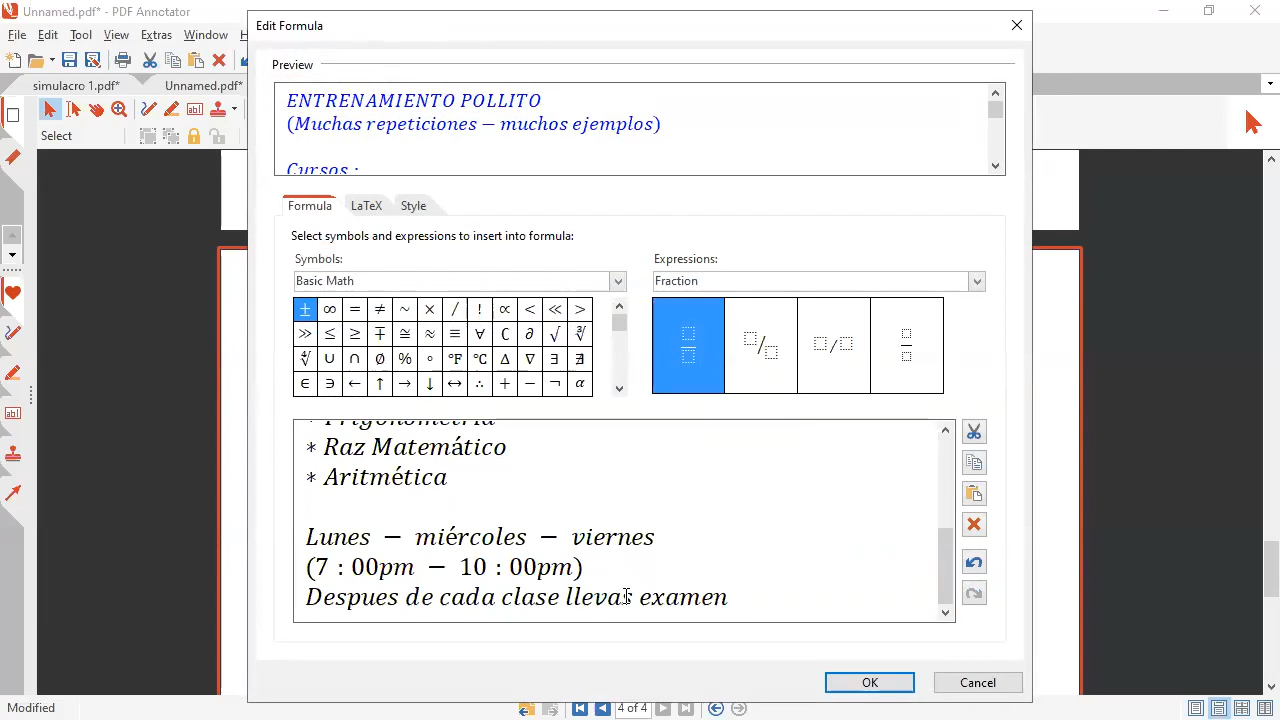 Unnamed.pdf* - PDF Annotator
Edit Formula
File Edit Tool View Extras Window
simulacro 1.pdf* Unnamed.pdf*
Select
Preview
ENTRENAMIENTO POLLITO
(Muchas repeticiones − muchos ejemplos)
Cursos :
Formula LaTeX Style
Select symbols and expressions to insert into formula:
Symbols: Expressions:
Basic Math Fraction
± ∞ = ≠ ~ × / ! ∝ < ≪ >
≫ ≤ ≥ ∓ ≅ ≈ ≡ ∀ ∁ ∂ √ ∛
∜ ∪ ∩ ∅ % ° °F °C ∆ ∇ ∃ ∄
∈ ∋ ← ↑ → ↓ ↔ ∴ + − ¬ α
* Trigonometría
* Raz Matemático
* Aritmética
Lunes − miércoles − viernes
(7 : 00pm − 10 : 00pm)
Despues de cada clase llevas examen
OK Cancel
Modified 4 of 4